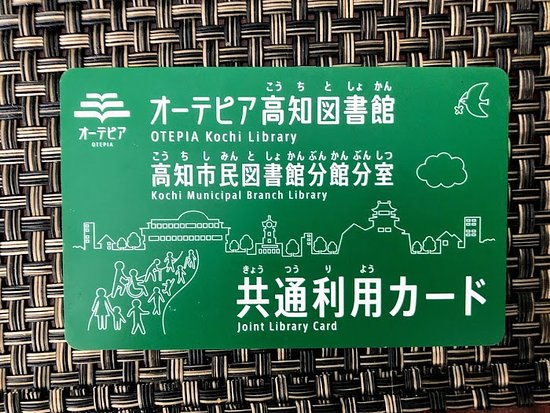 オーテピア
OTEPIA
こうちとしょかん
オーテピア高知図書館
OTEPIA Kochi Library
こうちしみんとしょかんぶんかんぶんしつ
高知市民図書館分館分室
Kochi Municipal Branch Library
きょうつうりよう
共通利用カード
Joint Library Card